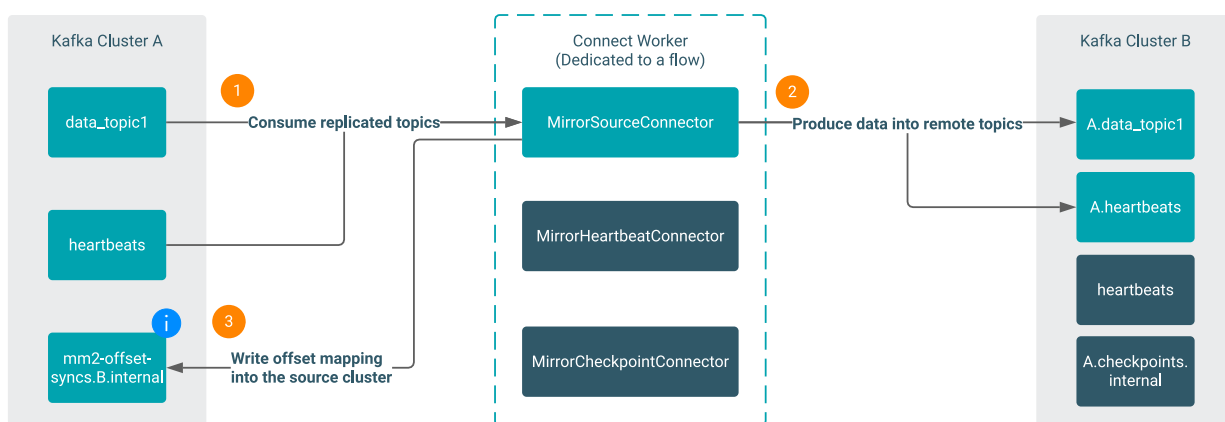 Kafka Cluster A
data_topic1
heartbeats
i
mm2-offset-
syncs.B.internal
1
Consume replicated topics
3
Write offset mapping
into the source cluster
Connect Worker
(Dedicated to a flow)
MirrorSourceConnector
MirrorHeartbeatConnector
MirrorCheckpointConnector
2
Produce data into remote topics
Kafka Cluster B
A.data_topic1
A.heartbeats
heartbeats
A.checkpoints.
internal